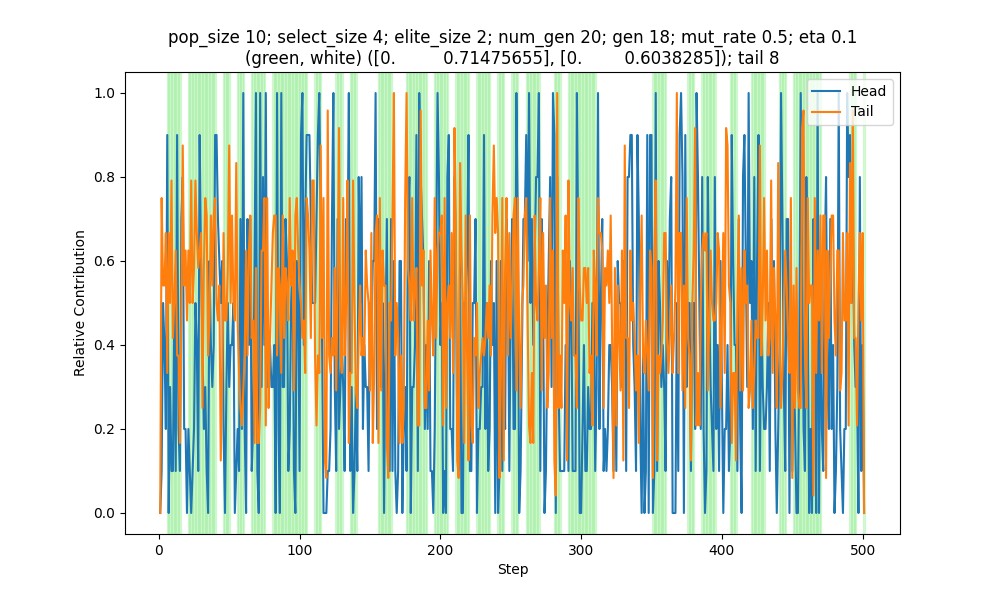 pop_size 10; select_size 4; elite_size 2; num_gen 20; gen 18; mut_rate 0.5; eta 0.1
(green, white) ([0. 0.71475655], [0. 0.6038285]); tail 8
Head
Tail
1.0
0.8
0.6
0.4
0.2
0.0
Relative Contribution
0 100 200 300 400 500
Step